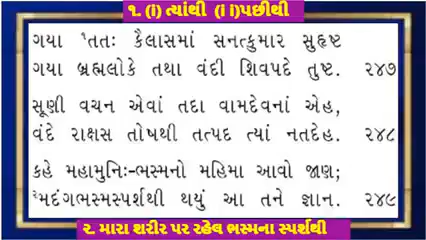 ૧. (i) ત્યાંથી (i i)પછીથી
ગયા ¹તતઃ કૈલાસમાં સનત્કુમાર સુહૃષ્ટ
ગયા બ્રહ્મલોકે તથા વંદી શિવપદે તુષ્ટ. ૨૪૭
સૂણી વચન એવાં તદા વામદેવનાં એહ,
વંદે રાક્ષસ તોષથી તત્પદ ત્યાં નતદેહ. ૨૪૮
કહે મહામુનિઃ-ભસ્મનો મહિમા આવો જાણ;
²મદંગભસ્મસ્પર્શથી થયું આ તને જ્ઞાન. ૨૪૯
૨. મારા શરીર પર રહેલ ભસ્મના સ્પર્શથી